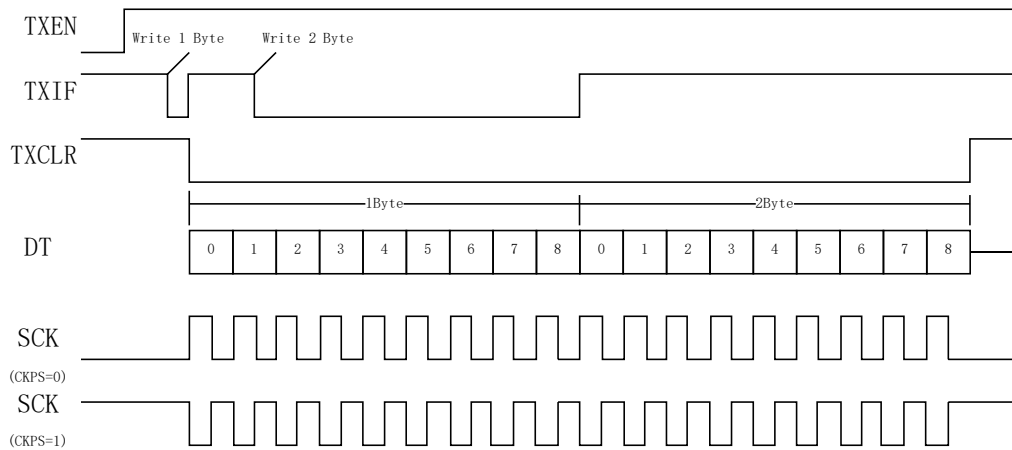 TXEN
Write 1 Byte Write 2 Byte
TXIF
TXCLR
1Byte 2Byte
DT 0 1 2 3 4 5 6 7 8 0 1 2 3 4 5 6 7 8
SCK
(CKPS=0)
SCK
(CKPS=1)